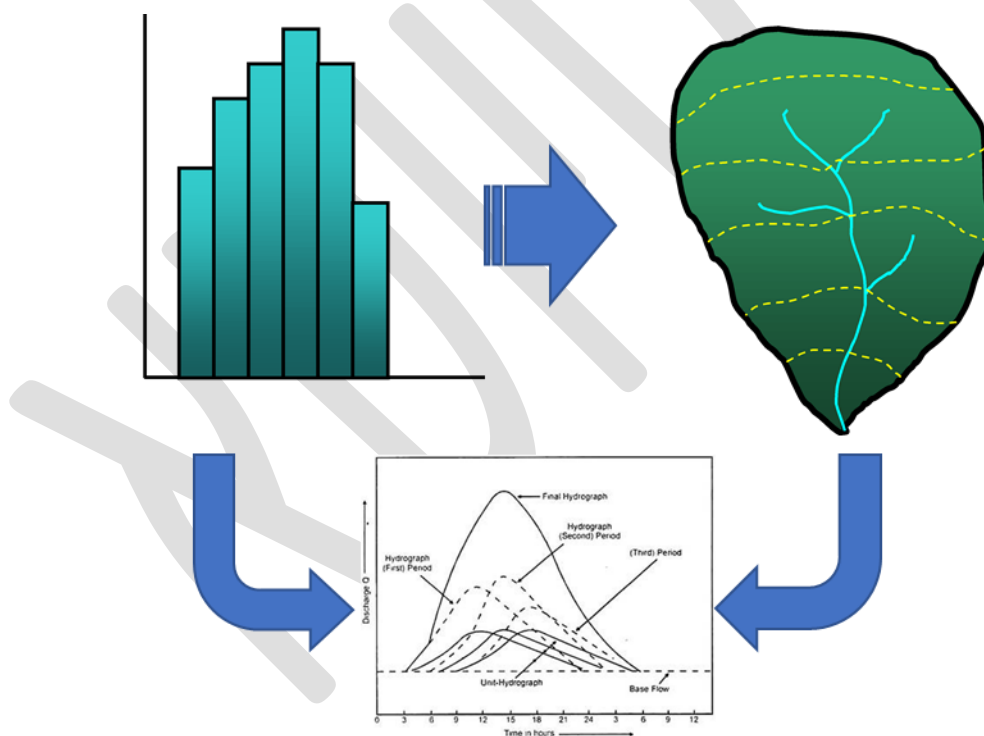 Final Hydrograph
Hydrograph
(Second) Period
(Third) Period
Hydrograph
(First) Period
Discharge Q
Unit-Hydrograph
Base Flow
0 3 6 9 12 15 18 21 24 3 6 9 12
Time in hours